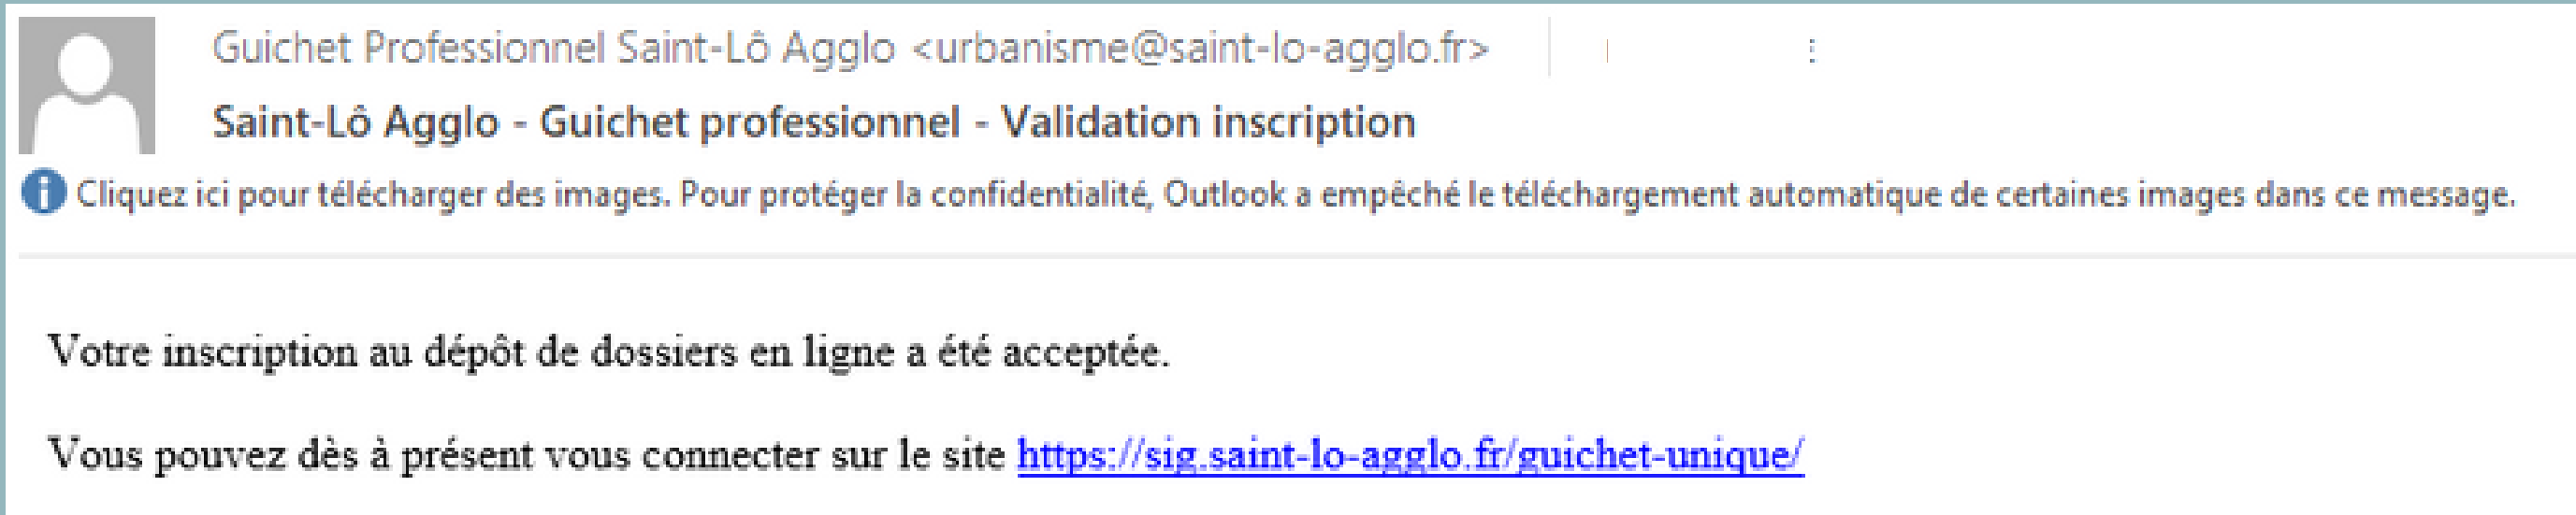 Guichet Professionnel Saint-Lô Agglo <urbanisme@saint-lo-agglo.fr>
Saint-Lô Agglo - Guichet professionnel - Validation inscription
Cliquez ici pour télécharger des images. Pour protéger la confidentialité, Outlook a empêché le téléchargement automatique de certaines images dans ce message.
Votre inscription au dépôt de dossiers en ligne a été acceptée.
Vous pouvez dès à présent vous connecter sur le site https://sig.saint-lo-agglo.fr/guichet-unique/